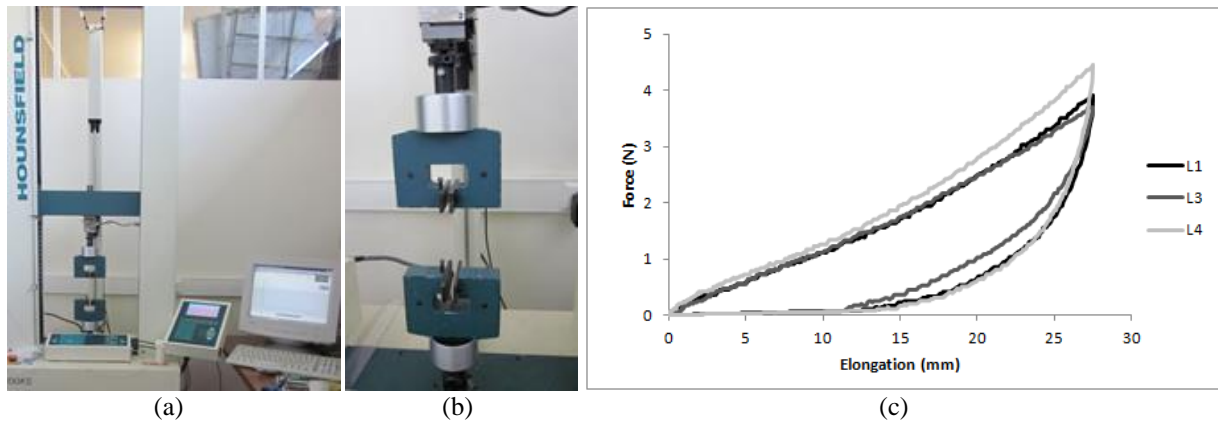 HOUNSFIELD
5
4
3
2
1
0
Force (N)
0 5 10 15 20 25 30
Elongation (mm)
L1
L3
L4
(a) (b) (c)